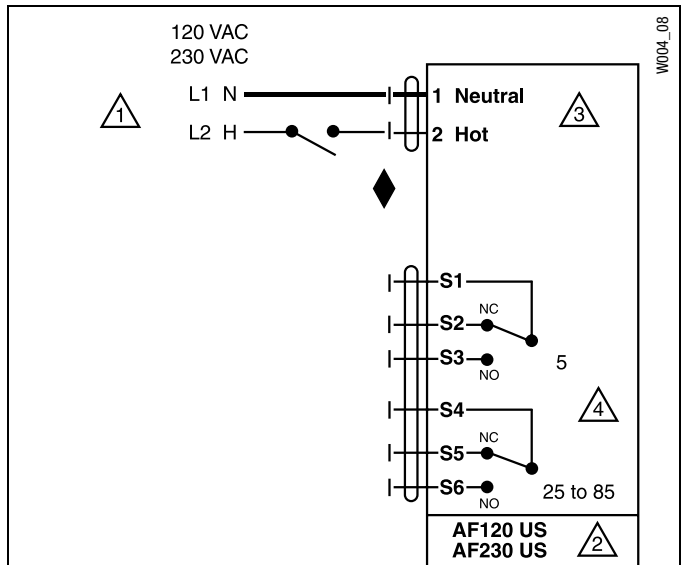 120 VAC
230 VAC
W004_08
L1 N
1 Neutral
1
3
L2 H
2 Hot
S1
NC
S2
S3
5
NO
S4
4
NC
S5
S6
25 to 85
NO
AF120 US
AF230 US
2